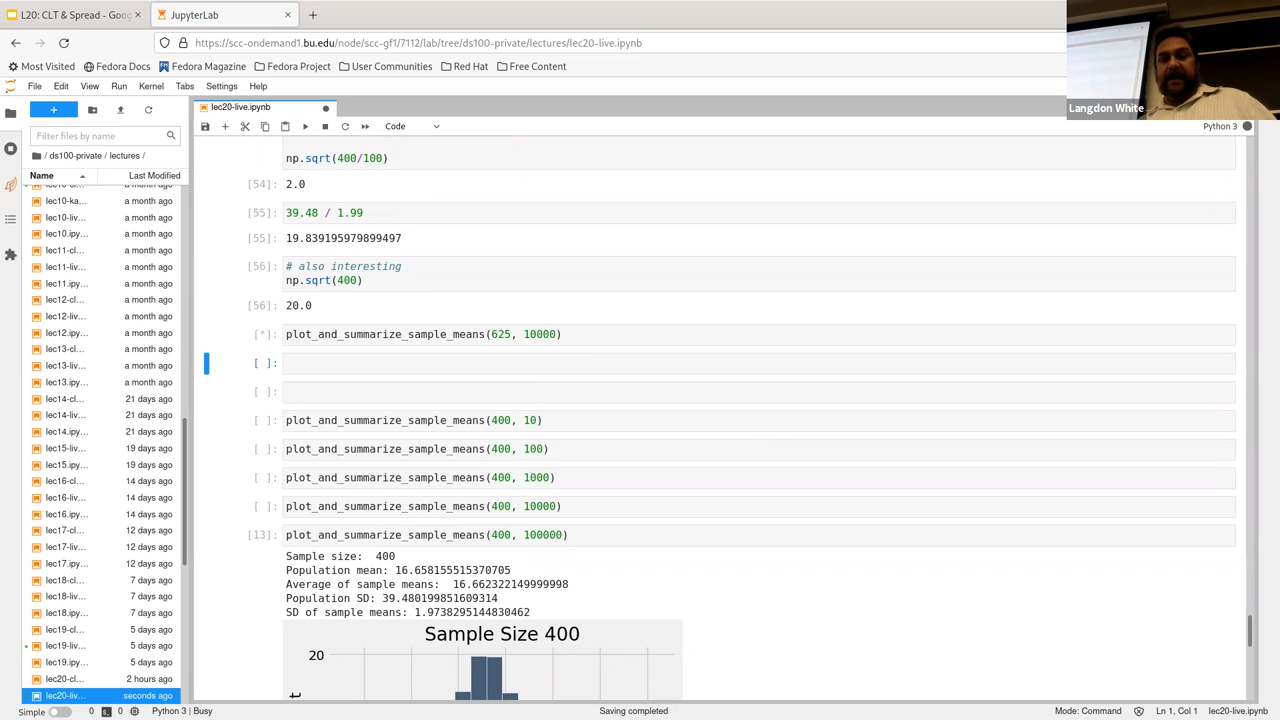 L20: CLT & Spread - Goog
JupyterLab
https://scc-ondemand1.bu.edu/node/scc-gf1/7112/lab/tree/ds100-private/lectures/lec20-live.ipynb
Most Visited
Fedora Docs
Fedora Magazine
Fedora Project
User Communities
Red Hat
Free Content
Langdon White
File Edit View Run Kernel Tabs Settings Help
lec20-live.ipynb
Code
Python 3
Filter files by name
/ ds100-private / lectures /
Name
Last Modified
a month ago
lec10-ka... a month ago
lec10-liv... a month ago
lec10.ipy... a month ago
lec11-cl... a month ago
lec11-liv... a month ago
lec11.ipy... a month ago
lec12-cl... a month ago
lec12-liv... a month ago
lec12.ipy... a month ago
lec13-cl... a month ago
lec13-liv... a month ago
lec13.ipy... a month ago
lec14-cl... 21 days ago
lec14-liv... 21 days ago
lec14.ipy... 21 days ago
lec15-liv... 19 days ago
lec15.ipy... 19 days ago
lec16-cl... 14 days ago
lec16-liv... 14 days ago
lec16.ipy... 14 days ago
lec17-cl... 12 days ago
lec17-liv... 12 days ago
lec17.ipy... 12 days ago
lec18-cl... 7 days ago
lec18-liv... 7 days ago
lec18.ipy... 7 days ago
lec19-cl... 5 days ago
lec19-liv... 5 days ago
lec19.ipy... 5 days ago
lec20-cl... 2 hours ago
lec20-liv... seconds ago
np.sqrt(400/100)
[54]: 2.0
[55]: 39.48 / 1.99
[55]: 19.839195979899497
[56]: # also interesting
np.sqrt(400)
[56]: 20.0
[*]: plot_and_summarize_sample_means(625, 10000)
[ ]:
[ ]:
[ ]: plot_and_summarize_sample_means(400, 10)
[ ]: plot_and_summarize_sample_means(400, 100)
[ ]: plot_and_summarize_sample_means(400, 1000)
[ ]: plot_and_summarize_sample_means(400, 10000)
[13]: plot_and_summarize_sample_means(400, 100000)
Sample size:  400
Population mean: 16.658155515370705
Average of sample means:  16.662322149999998
Population SD: 39.480199851609314
SD of sample means: 1.9738295144830462
Sample Size 400
20
Simple
0
0
Python 3 | Busy
Saving completed
Mode: Command
Ln 1, Col 1
lec20-live.ipynb